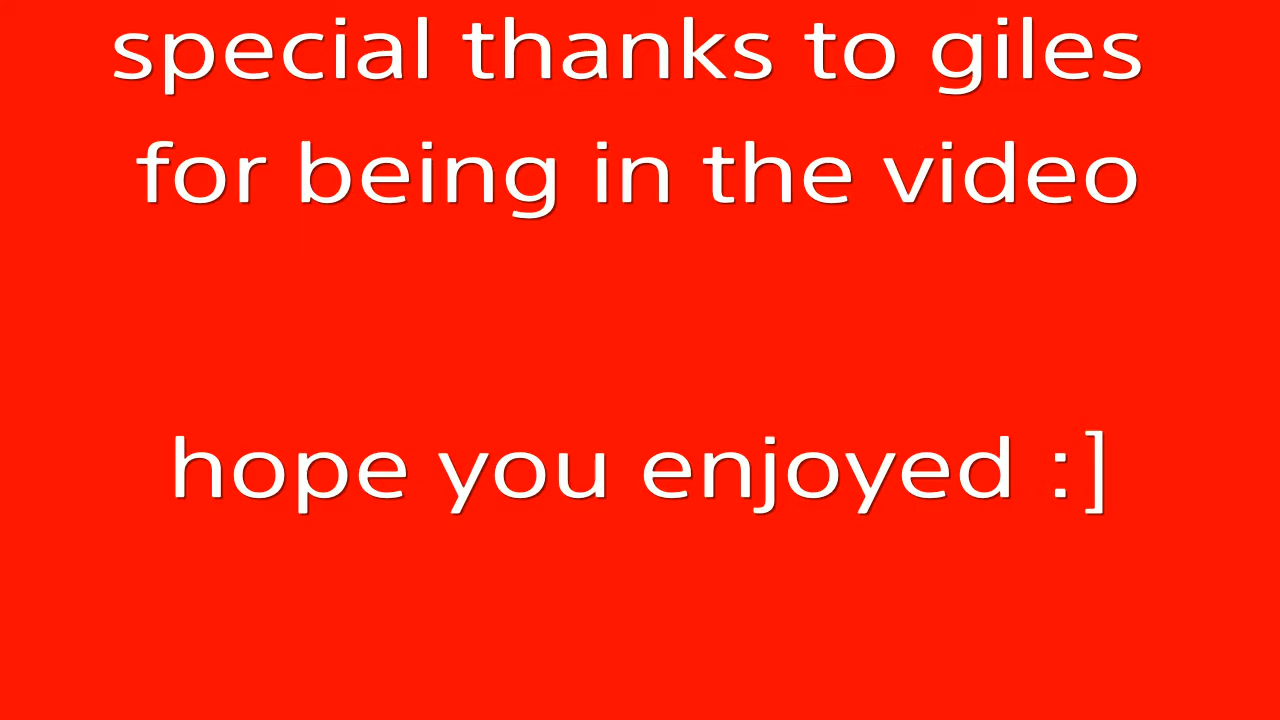 special thanks to giles
for being in the video
hope you enjoyed :]